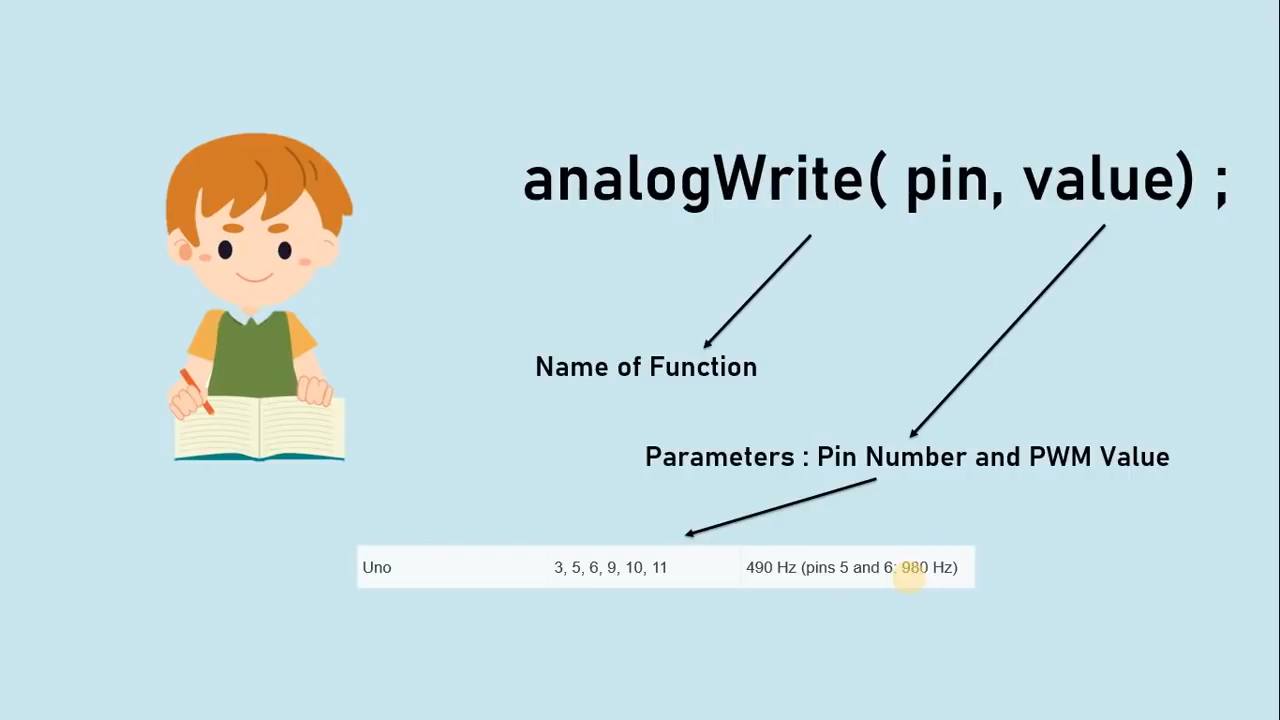 analogWrite( pin, value) ;
Name of Function
Parameters : Pin Number and PWM Value
Uno 3, 5, 6, 9, 10, 11 490 Hz (pins 5 and 6: 980 Hz)